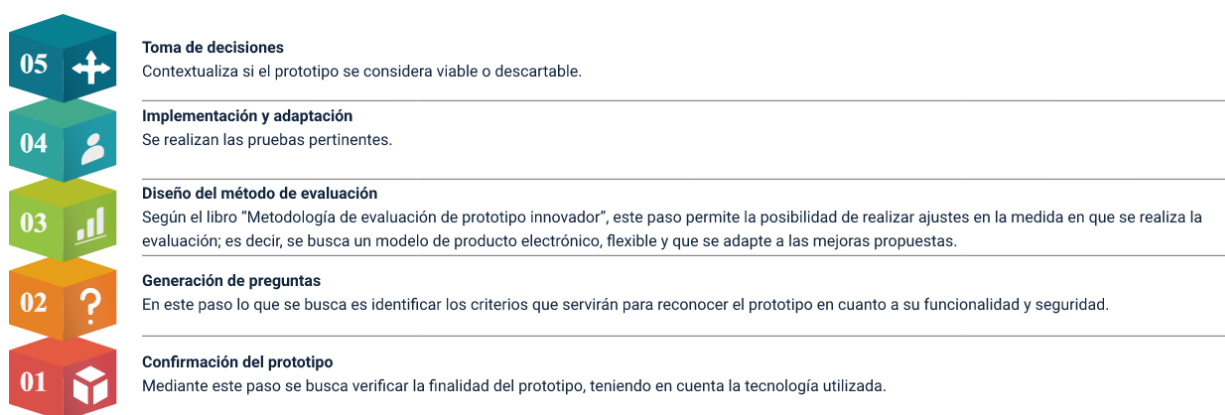 05
Toma de decisiones
Contextualiza si el prototipo se considera viable o descartable.
04
Implementación y adaptación
Se realizan las pruebas pertinentes.
03
Diseño del método de evaluación
Según el libro “Metodología de evaluación de prototipo innovador”, este paso permite la posibilidad de realizar ajustes en la medida en que se realiza la
evaluación; es decir, se busca un modelo de producto electrónico, flexible y que se adapte a las mejoras propuestas.
02
?
Generación de preguntas
En este paso lo que se busca es identificar los criterios que servirán para reconocer el prototipo en cuanto a su funcionalidad y seguridad.
01
Confirmación del prototipo
Mediante este paso se busca verificar la finalidad del prototipo, teniendo en cuenta la tecnología utilizada.